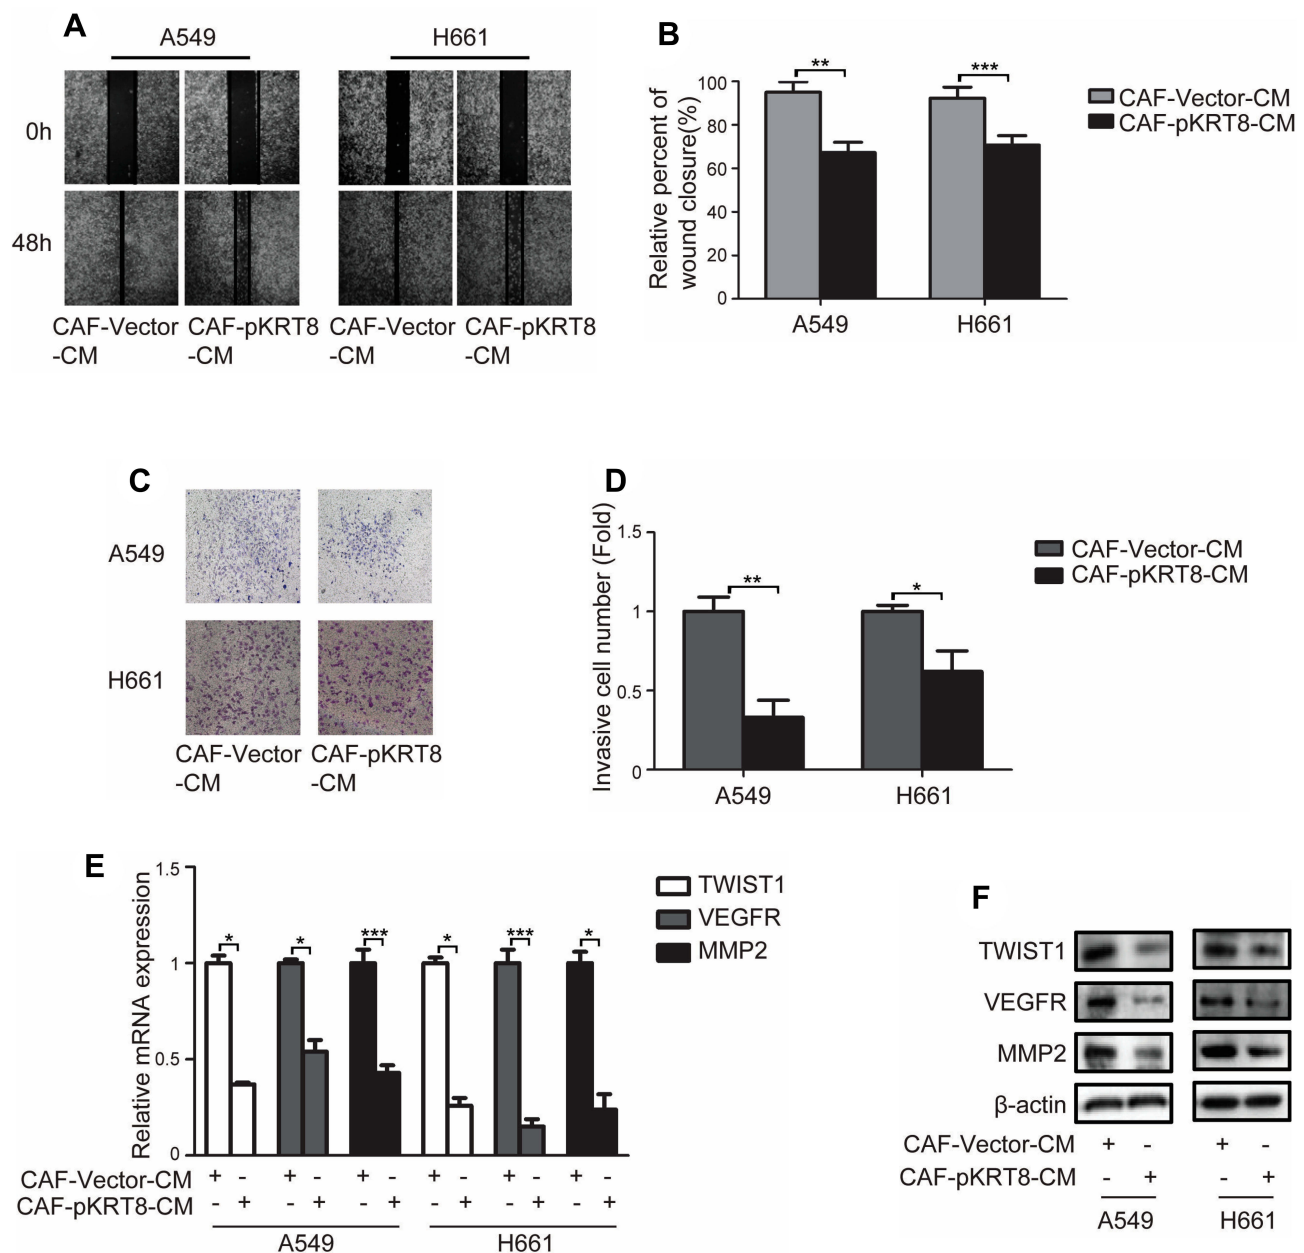 A
A549 H661
0h
48h
CAF-Vector CAF-pKRT8 CAF-Vector CAF-pKRT8
-CM -CM -CM -CM
B
Relative percent of
wound closure(%)
100
80
60
40
20
0
** ***
A549 H661
CAF-Vector-CM
CAF-pKRT8-CM
C
A549
H661
CAF-Vector CAF-pKRT8
-CM -CM
D
Invasive cell number (Fold)
1.5
1
0.5
0
** *
A549 H661
CAF-Vector-CM
CAF-pKRT8-CM
E
Relative mRNA expression
1.5
1
0.5
0
* * *** * *** *
TWIST1
VEGFR
MMP2
CAF-Vector-CM + - + - + - + - + - + -
CAF-pKRT8-CM - + - + - + - + - + - +
A549 H661
F
TWIST1
VEGFR
MMP2
β-actin
CAF-Vector-CM + - + -
CAF-pKRT8-CM - + - +
A549 H661